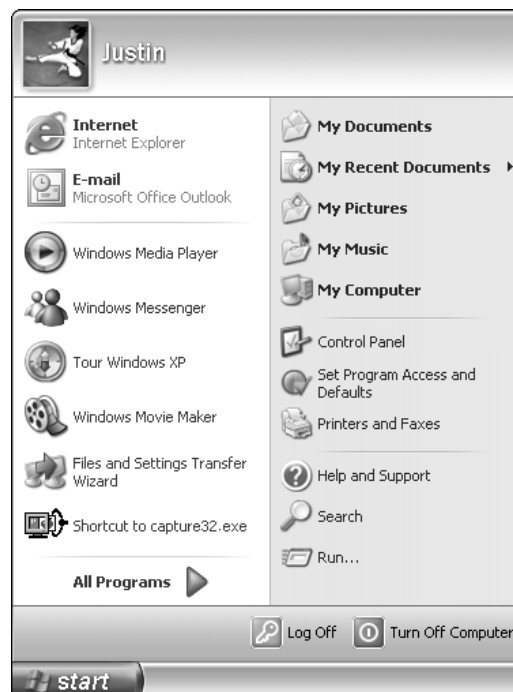 Justin
Internet
Internet Explorer
E-mail
Microsoft Office Outlook
Windows Media Player
Windows Messenger
Tour Windows XP
Windows Movie Maker
Files and Settings Transfer
Wizard
Shortcut to capture32.exe
All Programs
My Documents
My Recent Documents
My Pictures
My Music
My Computer
Control Panel
Set Program Access and
Defaults
Printers and Faxes
Help and Support
Search
Run...
Log Off
Turn Off Computer
start